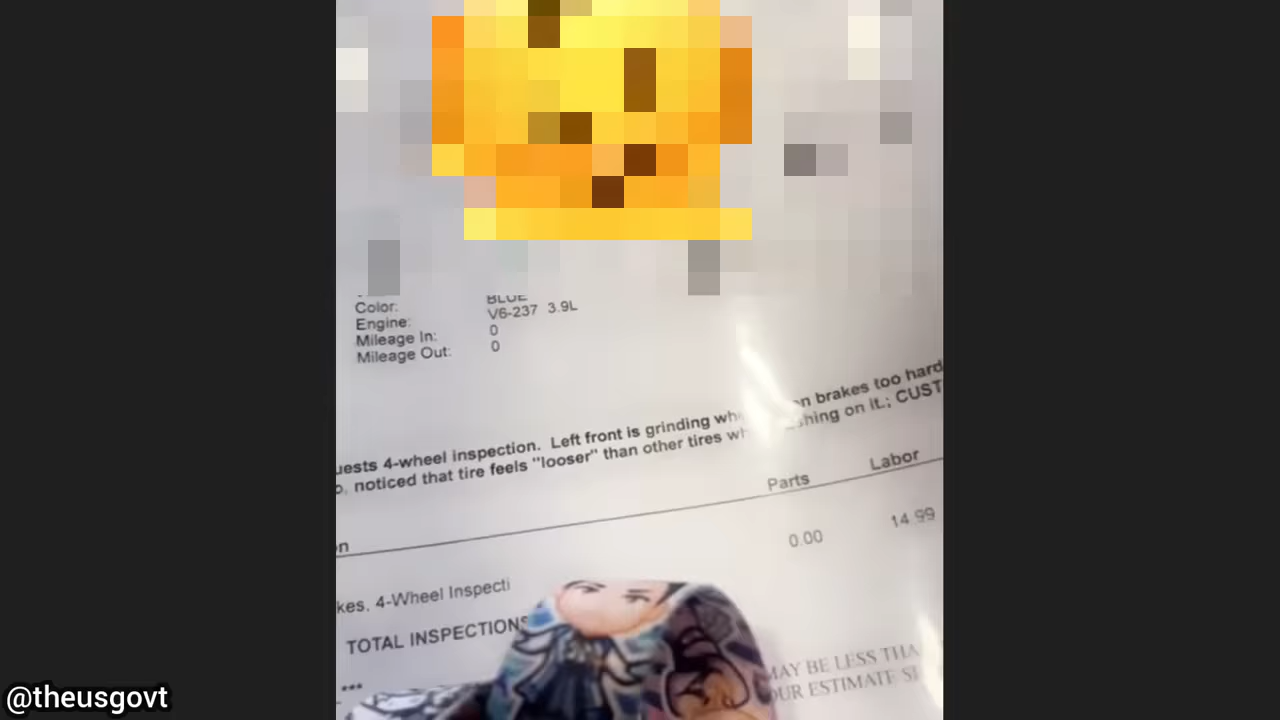 Color: BLUE
Engine: V6-237 3.9L
Mileage In: 0
Mileage Out: 0
uests 4-wheel inspection. Left front is grinding wh n brakes too hard
o, noticed that tire feels "looser" than other tires wh shing on it.; CUST
Parts Labor
on
0.00 14.99
kes. 4-Wheel Inspecti
TOTAL INSPECTIONS
***
MAY BE LESS THA
OUR ESTIMATE
@theusgovt